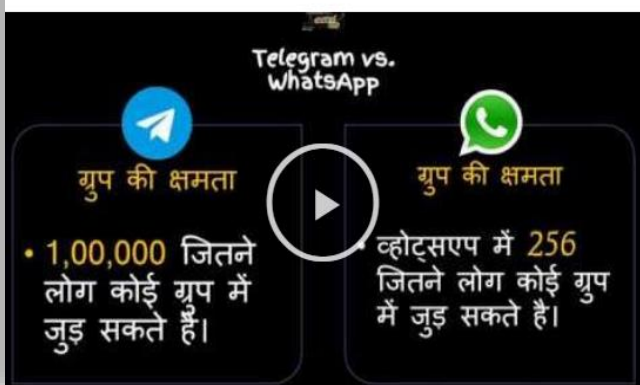 Telegram vs.
WhatsApp
ग्रुप की क्षमता
• 1,00,000 जितने
लोग कोई ग्रुप में
जुड़ सकते हैं।
ग्रुप की क्षमता
• व्होट्सएप में 256
जितने लोग कोई ग्रुप
में जुड़ सकते है।